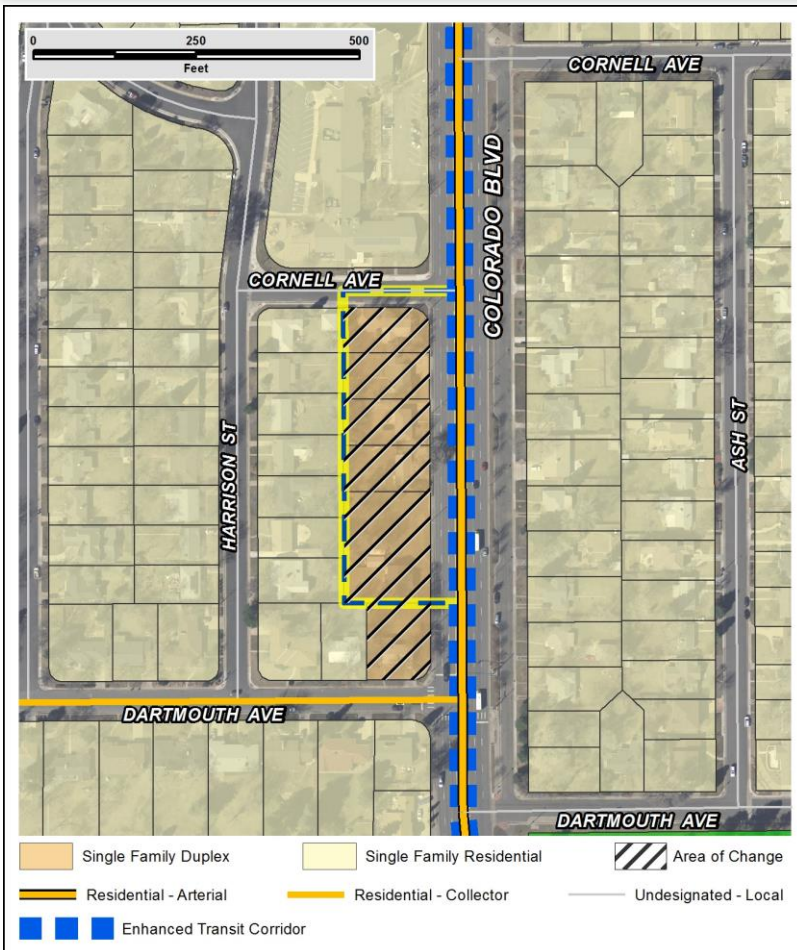 0 250 500
Feet
CORNELL AVE
COLORADO BLVD
CORNELL AVE
HARRISON ST
ASH ST
DARTMOUTH AVE
DARTMOUTH AVE
Single Family Duplex Single Family Residential Area of Change
Residential - Arterial Residential - Collector Undesignated - Local
Enhanced Transit Corridor